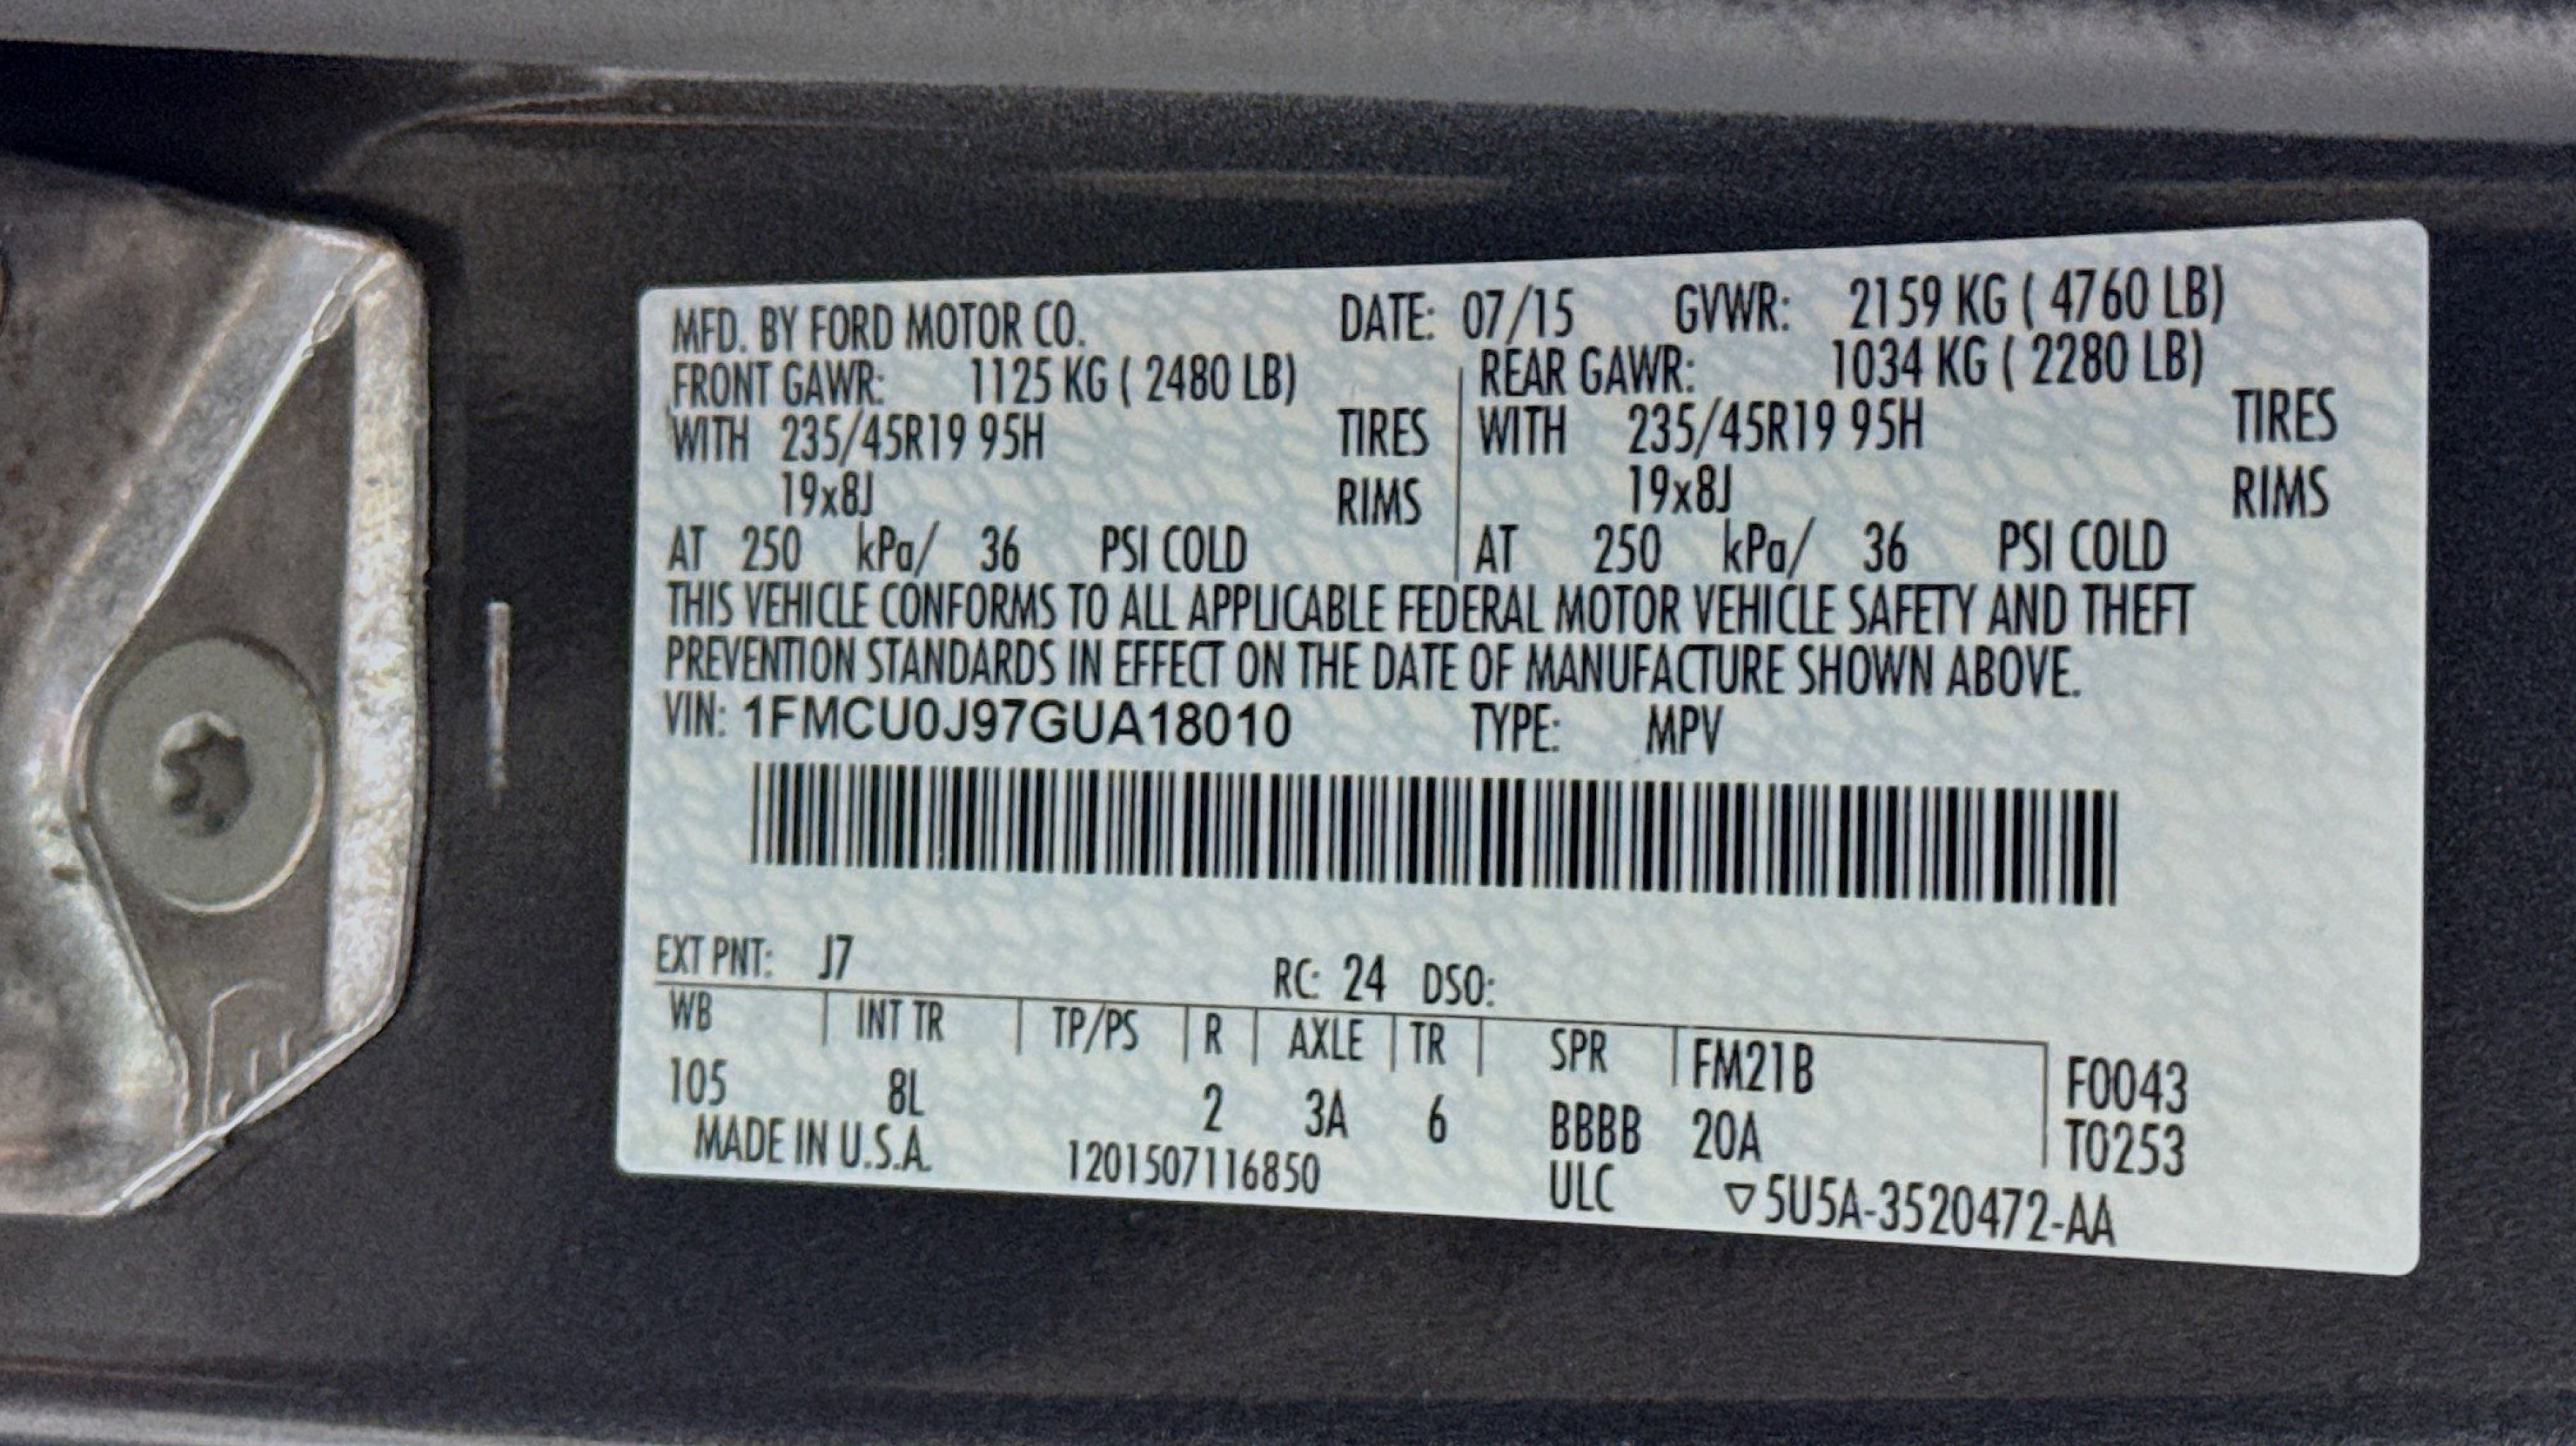 MFD. BY FORD MOTOR CO. DATE: 07/15 GVWR: 2159 KG ( 4760 LB)
FRONT GAWR: 1125 KG ( 2480 LB) REAR GAWR: 1034 KG ( 2280 LB)
WITH 235/45R19 95H TIRES WITH 235/45R19 95H TIRES
19x8J RIMS 19x8J RIMS
AT 250 kPa/ 36 PSI COLD AT 250 kPa/ 36 PSI COLD
THIS VEHICLE CONFORMS TO ALL APPLICABLE FEDERAL MOTOR VEHICLE SAFETY AND THEFT
PREVENTION STANDARDS IN EFFECT ON THE DATE OF MANUFACTURE SHOWN ABOVE.
VIN: 1FMCU0J97GUA18010 TYPE: MPV
EXT PNT: J7 RC: 24 DSO:
WB INT TR TP/PS R AXLE TR SPR FM21B F0043
105 8L 2 3A 6 BBBB 20A T0253
MADE IN U.S.A. 1201507116850 ULC ▽5U5A-3520472-AA